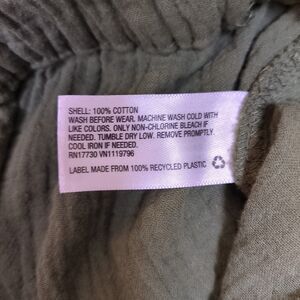 SHELL: 100% COTTON
WASH BEFORE WEAR. MACHINE WASH COLD WITH
LIKE COLORS. ONLY NON-CHLORINE BLEACH IF
NEEDED. TUMBLE DRY LOW. REMOVE PROMPTLY.
COOL IRON IF NEEDED.
RN17730 VN1119796
LABEL MADE FROM 100% RECYCLED PLASTIC